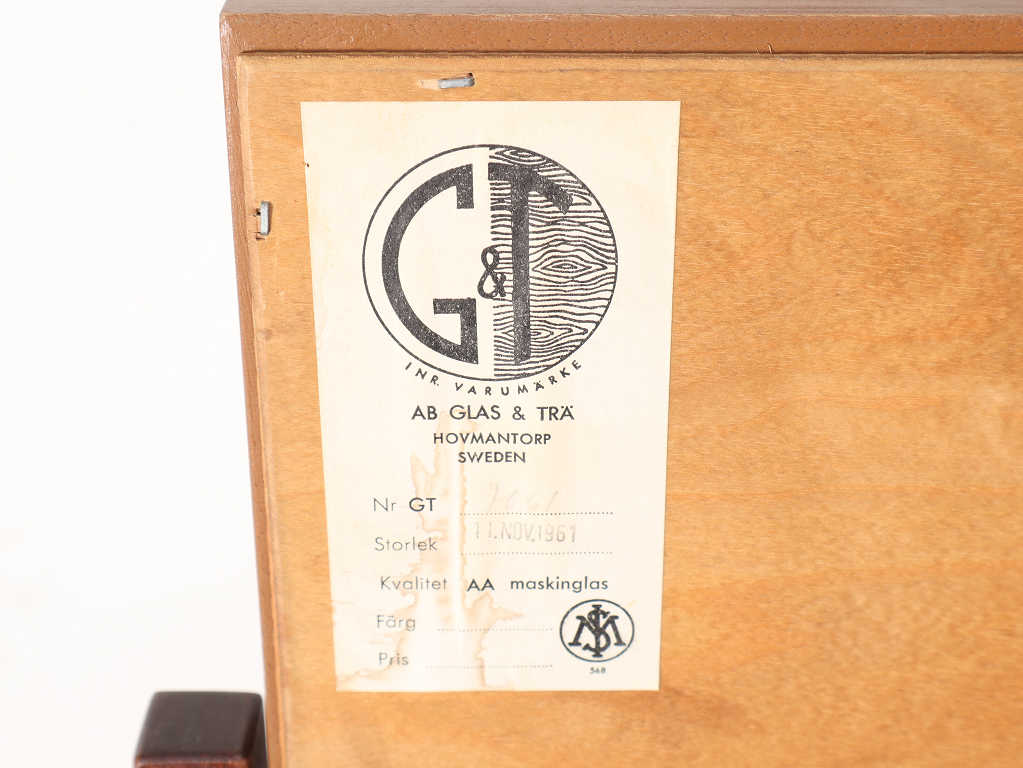 G&T
INR. VARUMÄRKE
AB GLAS & TRÄ
HOVMANTORP
SWEDEN
Nr GT
11.NOV.1961
Storlek
Kvalitet AA maskinglas
Färg
Pris
SM
568